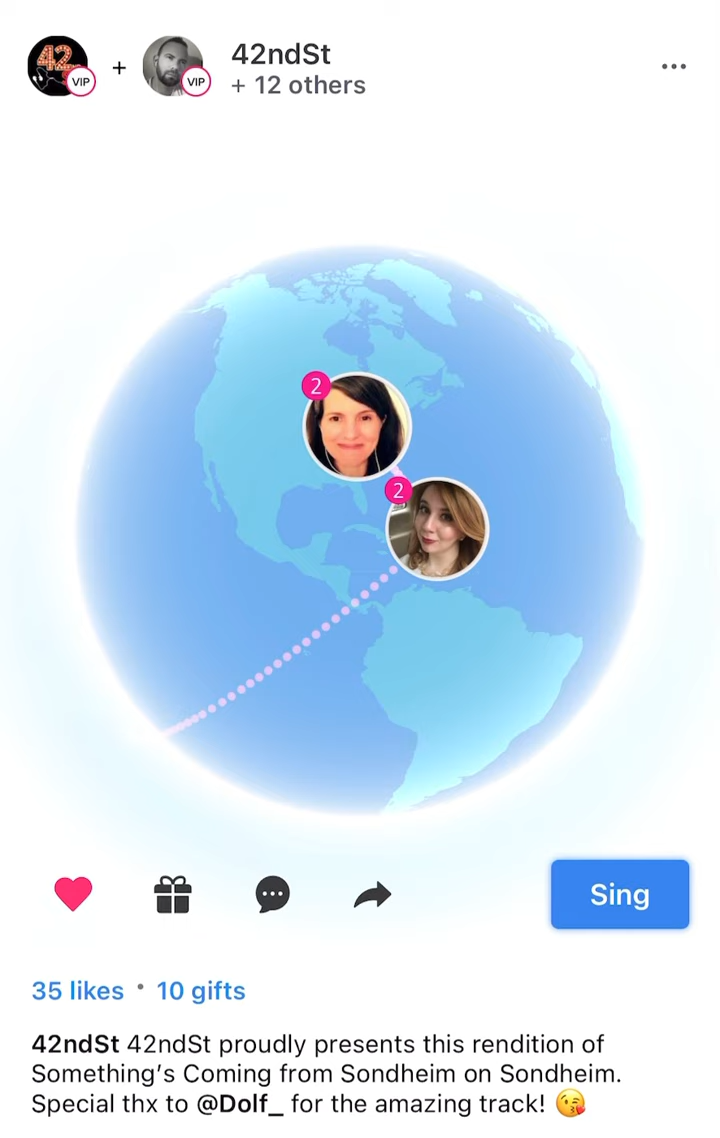 42
VIP
+
VIP
42ndSt
+ 12 others
2
2
Sing
35 likes • 10 gifts
42ndSt 42ndSt proudly presents this rendition of
Something's Coming from Sondheim on Sondheim.
Special thx to @Dolf_ for the amazing track! 😘